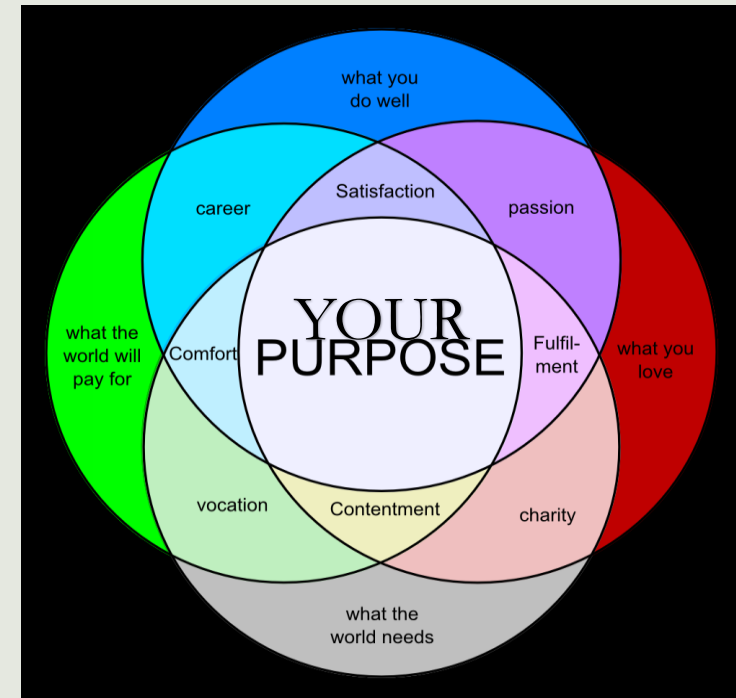 what you
do well
career
Satisfaction
passion
YOUR
PURPOSE
what the
world will
pay for
Comfort
Fulfil-
ment
what you
love
vocation
Contentment
charity
what the
world needs